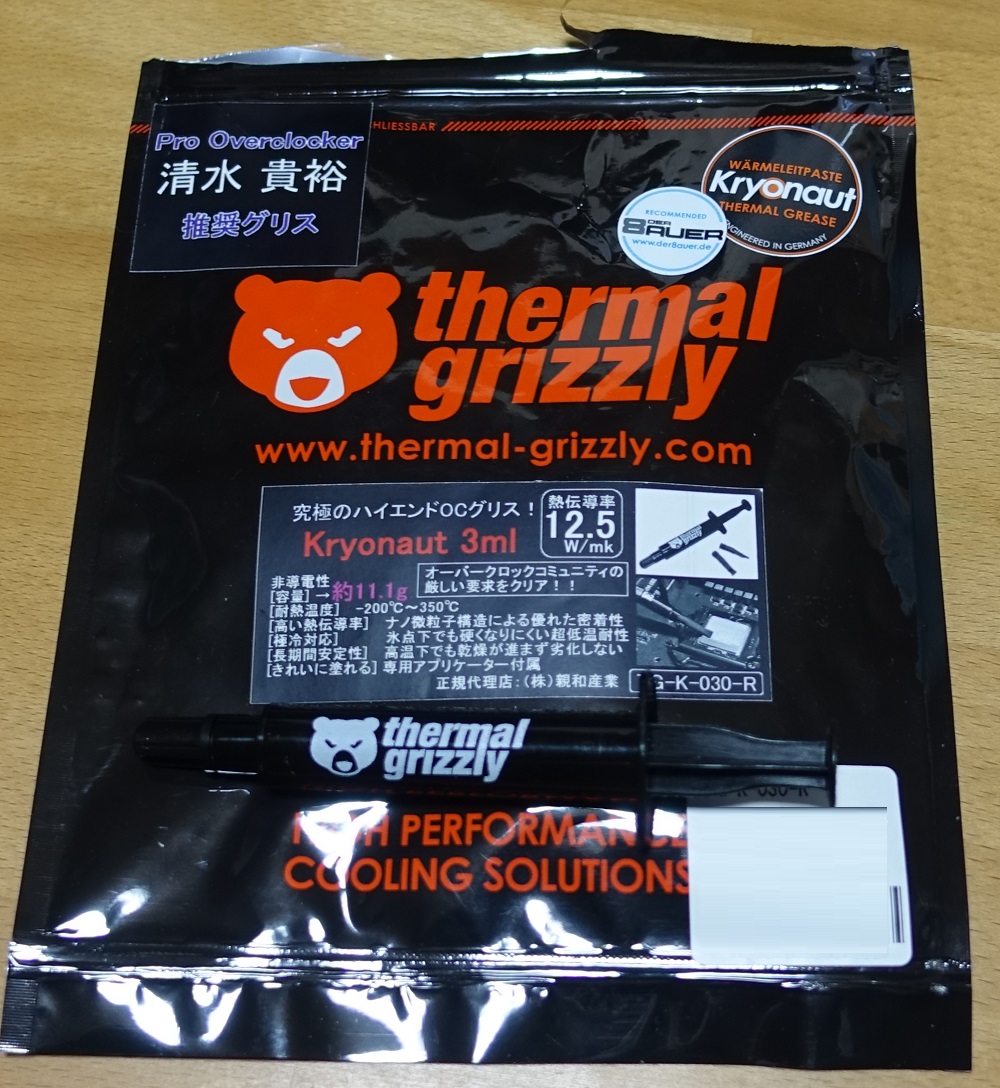 Pro Overclocker
清水 貴裕
推奨グリス
HLIESSBAR
WÄRMELEITPASTE
Kryonaut
THERMAL GREASE
ENGINEERED IN GERMANY
RECOMMENDED
DER
8AUER
www.der8auer.de
thermal
grizzly
www.thermal-grizzly.com
究極のハイエンドOCグリス！
Kryonaut 3ml
熱伝導率
12.5
W/mk
非導電性
[容量]→約11.1g
オーバークロックコミュニティの
厳しい要求をクリア！！
[耐熱温度] -200℃～350℃
[高い熱伝導率] ナノ微粒子構造による優れた密着性
[極冷対応] 氷点下でも硬くなりにくい超低温耐性
[長期間安定性] 高温下でも乾燥が進まず劣化しない
[きれいに塗れる] 専用アプリケーター付属
正規代理店：(株)親和産業
TG-K-030-R
thermal
grizzly
K-030-R
HIGH PERFORMANCE
COOLING SOLUTIONS